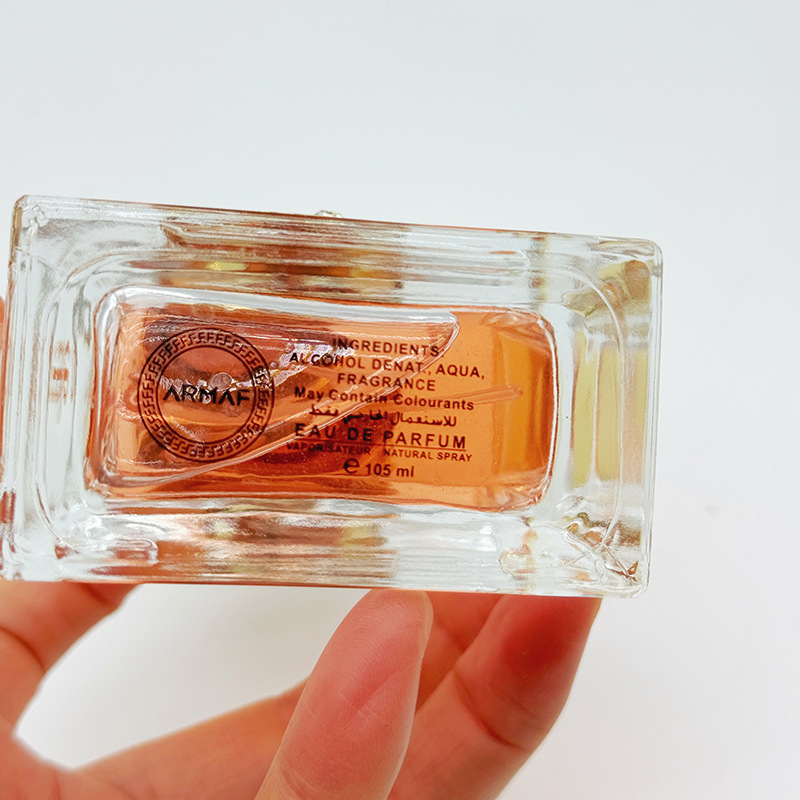 ARMAF
INGREDIENTS:
ALCOHOL DENAT., AQUA,
FRAGRANCE
May Contain Colourants
للاستعمال الخارجي فقط
EAU DE PARFUM
VAPORISATEUR / NATURAL SPRAY
℮ 105 ml